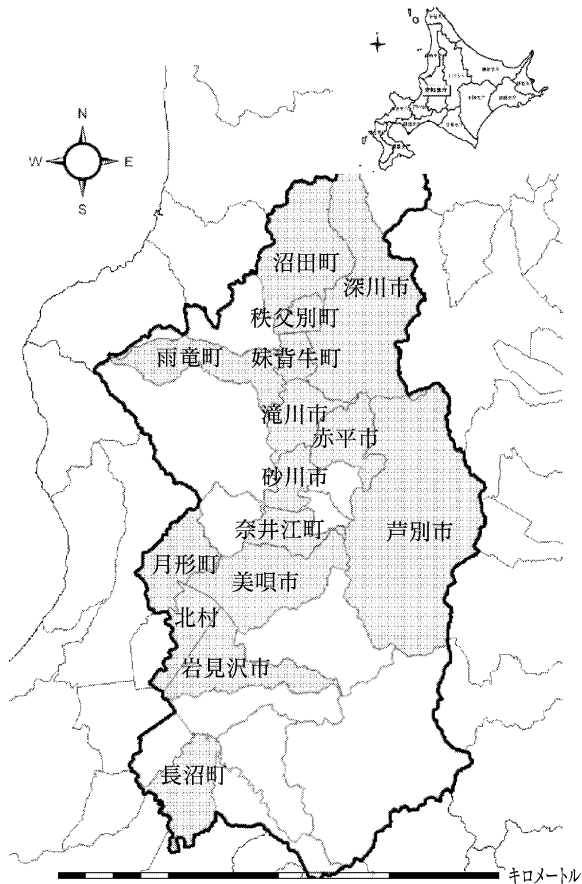 N
W
E
S
沼田町
深川市
秩父別町
雨竜町
妹背牛町
滝川市
赤平市
砂川市
奈井江町
芦別市
月形町
美唄市
北村
岩見沢市
長沼町
キロメートル